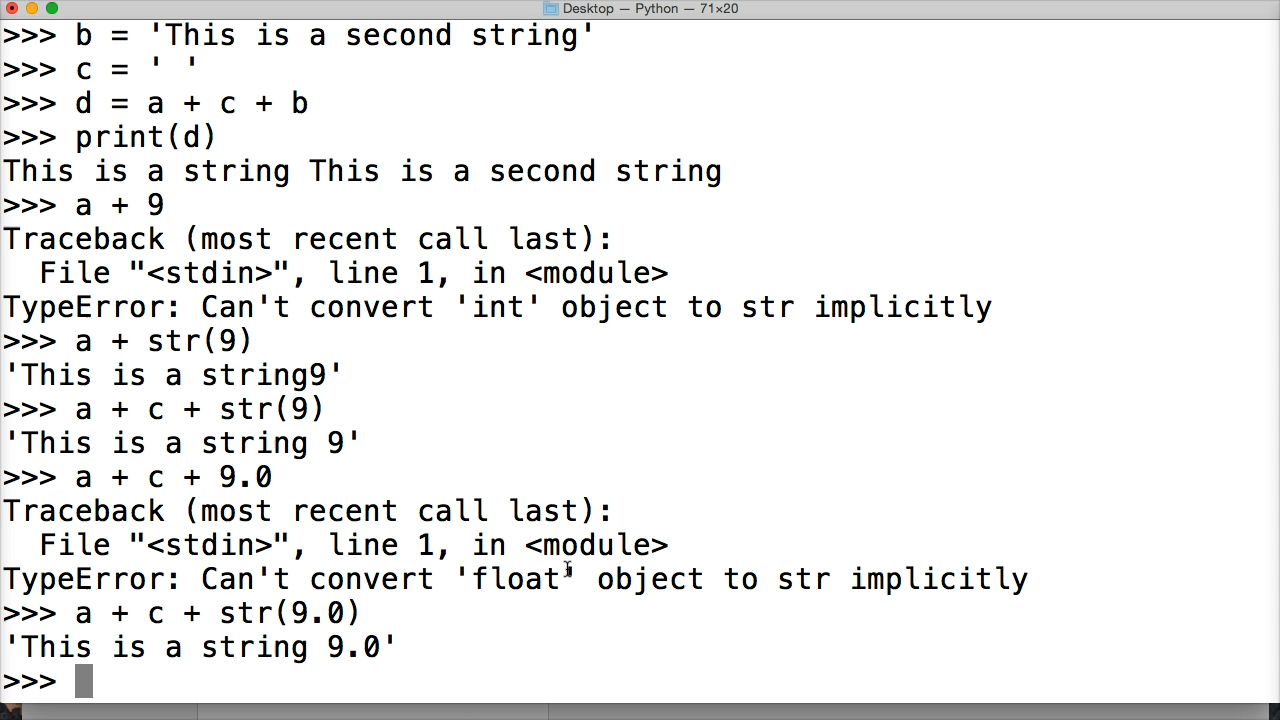 Desktop — Python — 71×20
>>> b = 'This is a second string'
>>> c = ' '
>>> d = a + c + b
>>> print(d)
This is a string This is a second string
>>> a + 9
Traceback (most recent call last):
  File "<stdin>", line 1, in <module>
TypeError: Can't convert 'int' object to str implicitly
>>> a + str(9)
'This is a string9'
>>> a + c + str(9)
'This is a string 9'
>>> a + c + 9.0
Traceback (most recent call last):
  File "<stdin>", line 1, in <module>
TypeError: Can't convert 'float' object to str implicitly
>>> a + c + str(9.0)
'This is a string 9.0'
>>>